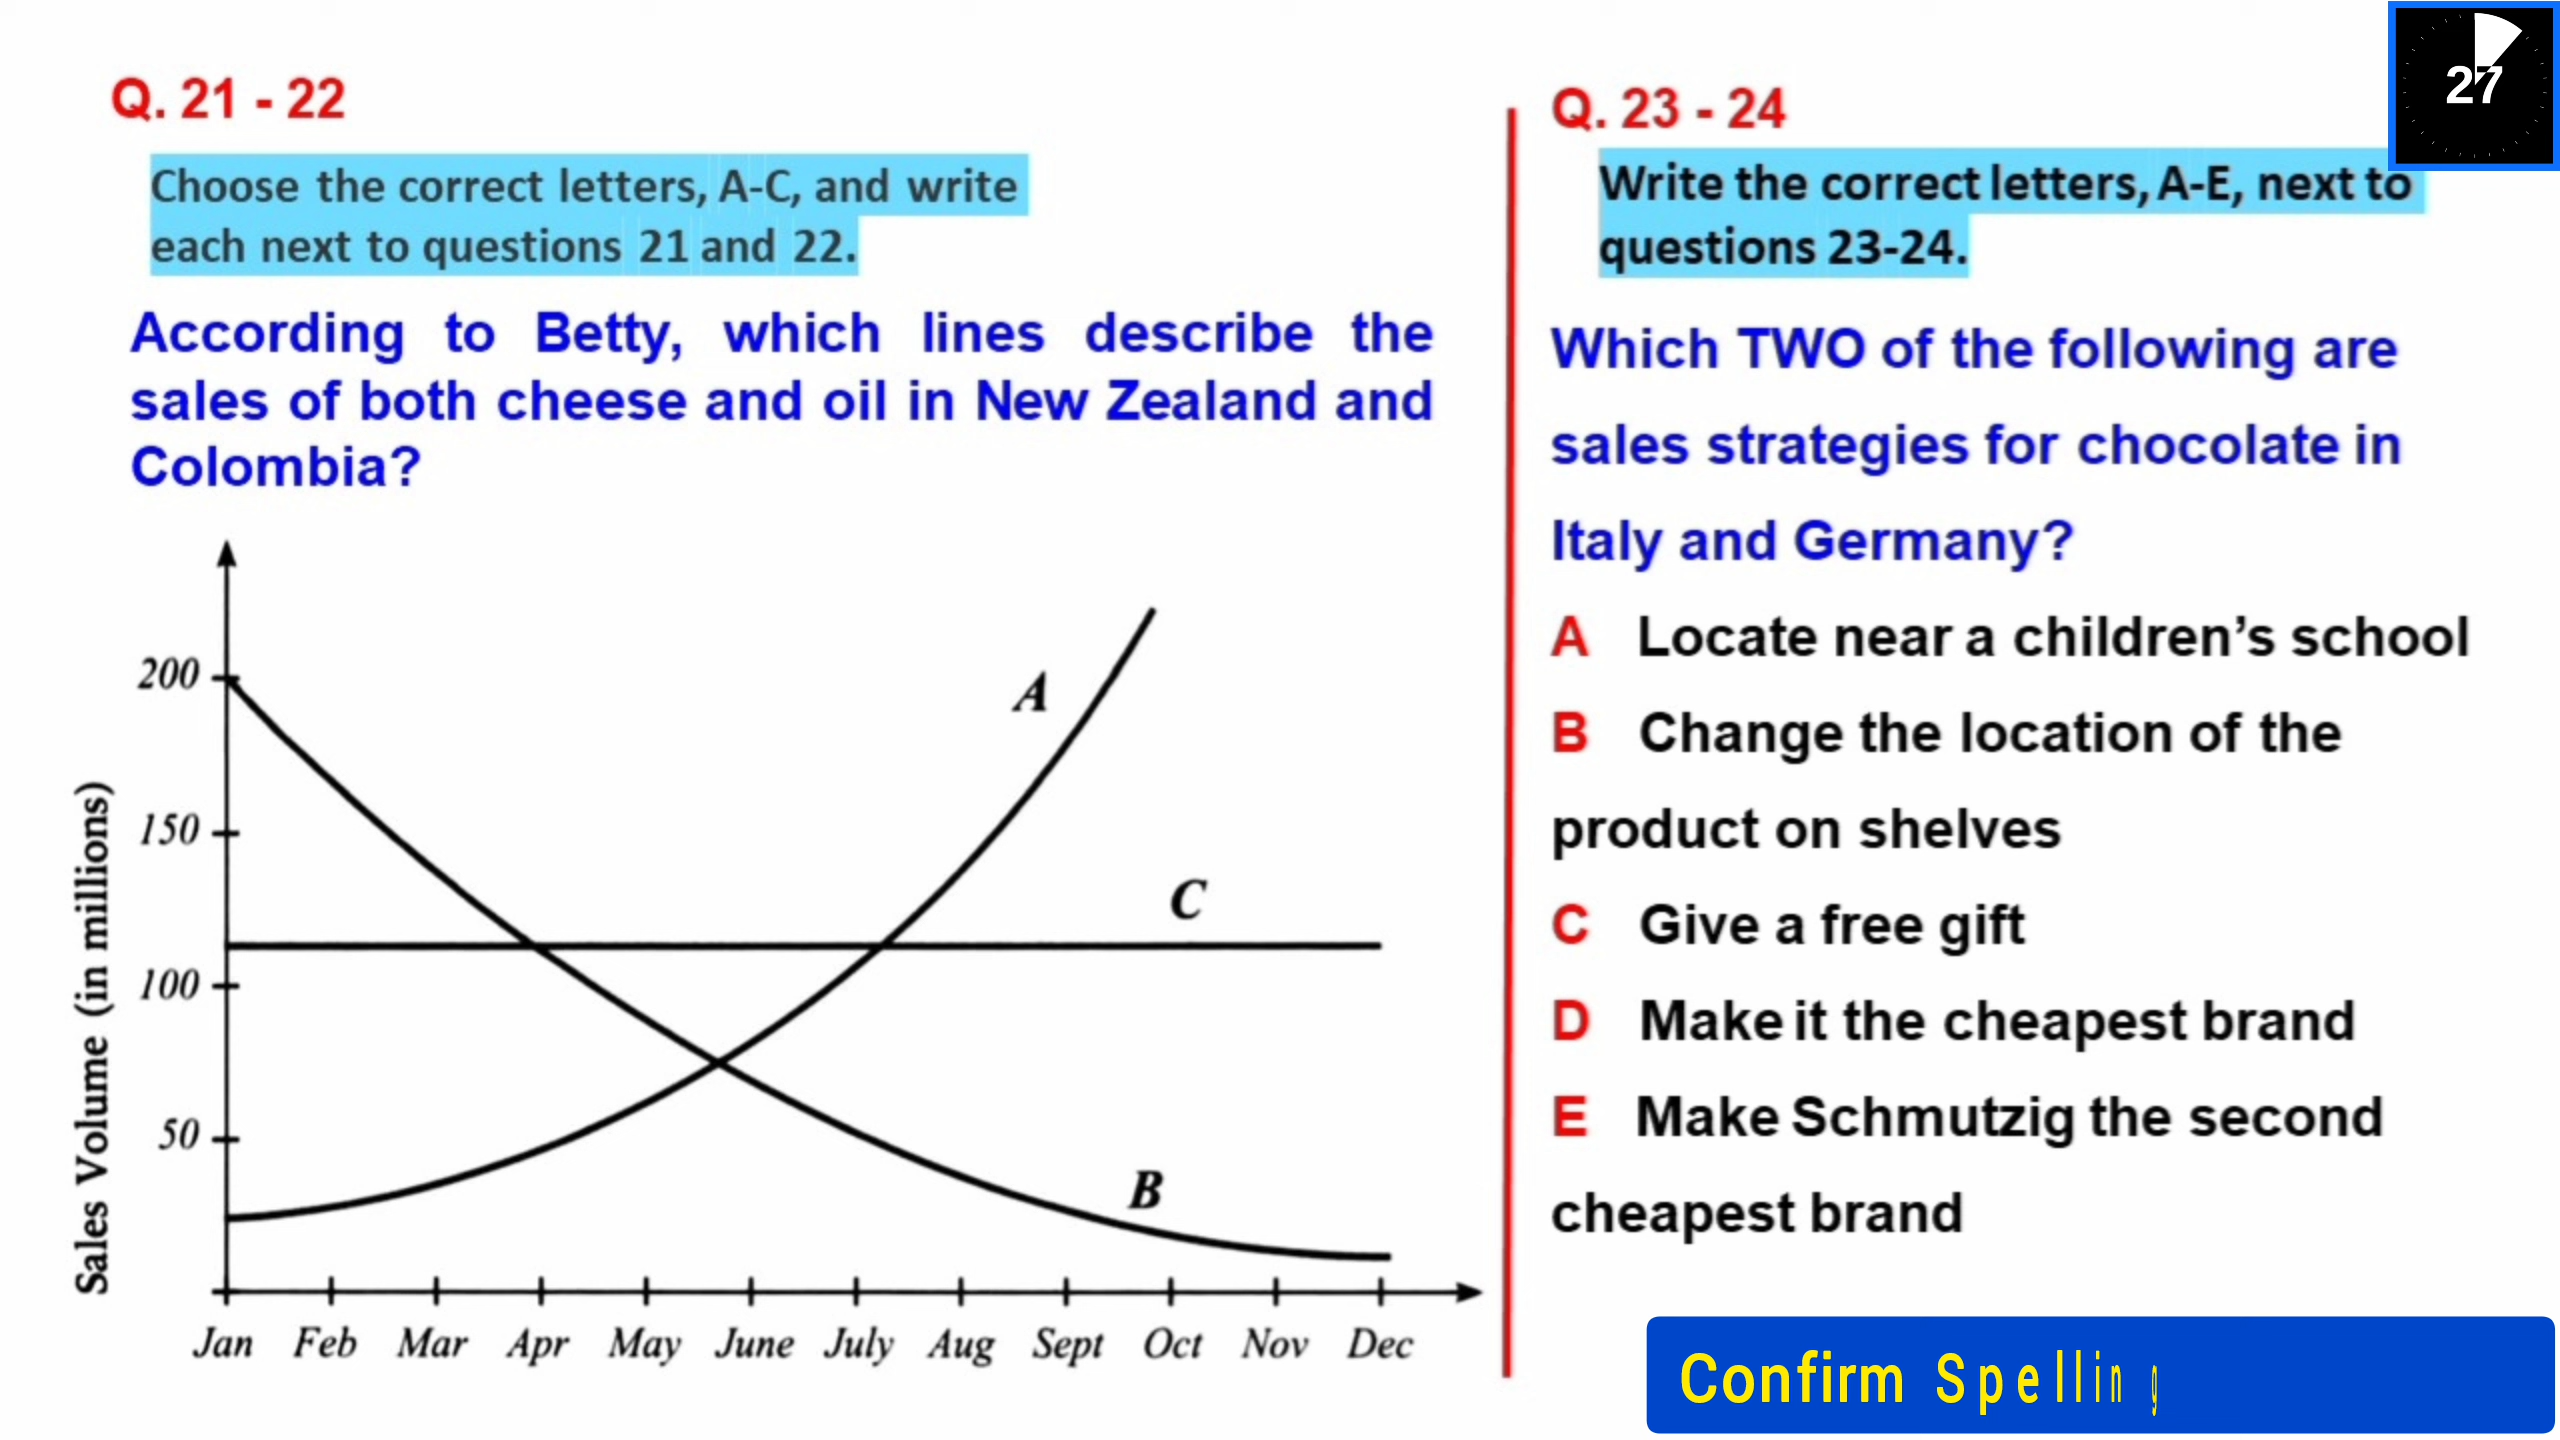 Q. 21 - 22
Choose the correct letters, A-C, and write
each next to questions 21 and 22.
According to Betty, which lines describe the
sales of both cheese and oil in New Zealand and
Colombia?
Sales Volume (in millions)
200
150
100
50
A
C
B
Jan Feb Mar Apr May June July Aug Sept Oct Nov Dec
Q. 23 - 24
Write the correct letters, A-E, next to
questions 23-24.
Which TWO of the following are
sales strategies for chocolate in
Italy and Germany?
A Locate near a children's school
B Change the location of the
product on shelves
C Give a free gift
D Make it the cheapest brand
E Make Schmutzig the second
cheapest brand
27
Confirm Spelling